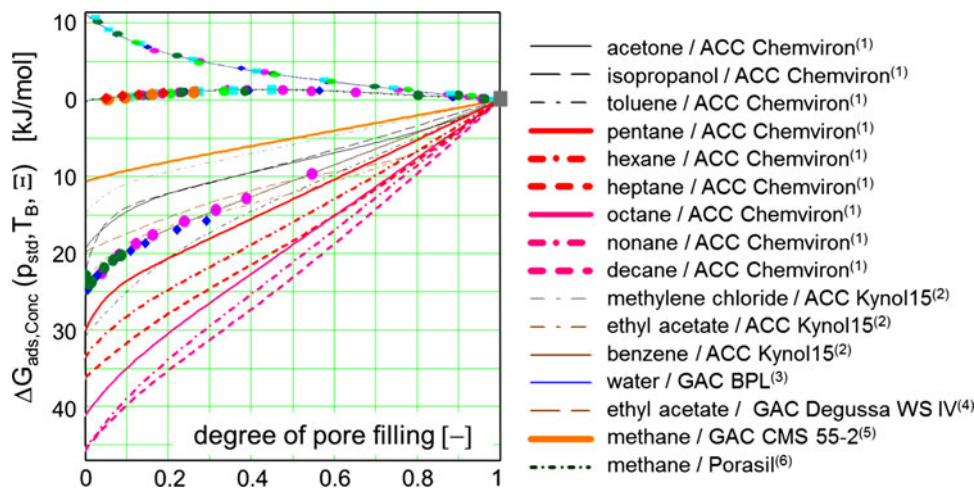 ΔG_ads,Conc (p_std, T_B, Ξ) [kJ/mol]
10
0
10
20
30
40
0
0.2
0.4
0.6
0.8
1
degree of pore filling [–]
acetone / ACC Chemviron(1)
isopropanol / ACC Chemviron(1)
toluene / ACC Chemviron(1)
pentane / ACC Chemviron(1)
hexane / ACC Chemviron(1)
heptane / ACC Chemviron(1)
octane / ACC Chemviron(1)
nonane / ACC Chemviron(1)
decane / ACC Chemviron(1)
methylene chloride / ACC Kynol15(2)
ethyl acetate / ACC Kynol15(2)
benzene / ACC Kynol15(2)
water / GAC BPL(3)
ethyl acetate / GAC Degussa WS IV(4)
methane / GAC CMS 55-2(5)
methane / Porasil(6)